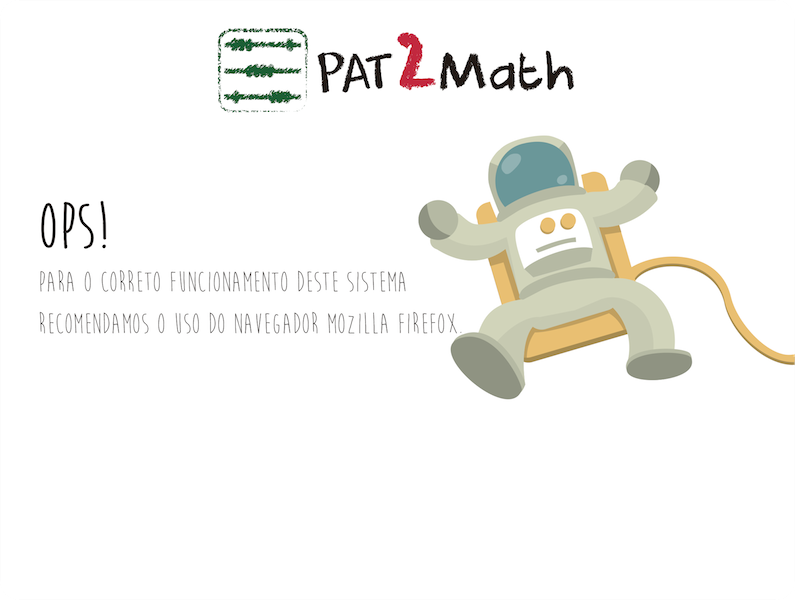 PAT2Math
OPS!
PARA O CORRETO FUNCIONAMENTO DESTE SISTEMA
RECOMENDAMOS O USO DO NAVEGADOR MOZILLA FIREFOX.